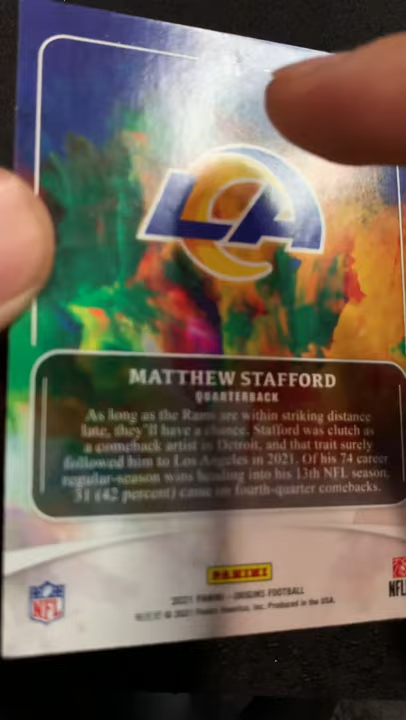 LA
MATTHEW STAFFORD
QUARTERBACK
As long as the Rams are within striking distance
late, they'll have a chance. Stafford was clutch as
a comeback artist in Detroit, and that trait surely
followed him to Los Angeles in 2021. Of his 74 career
regular-season wins heading into his 13th NFL season,
31 (42 percent) came on fourth-quarter comebacks.
PANINI
2021 PANINI - ORIGINS FOOTBALL
© 2021 Panini America, Inc. Produced in the USA.
NFL
NFL